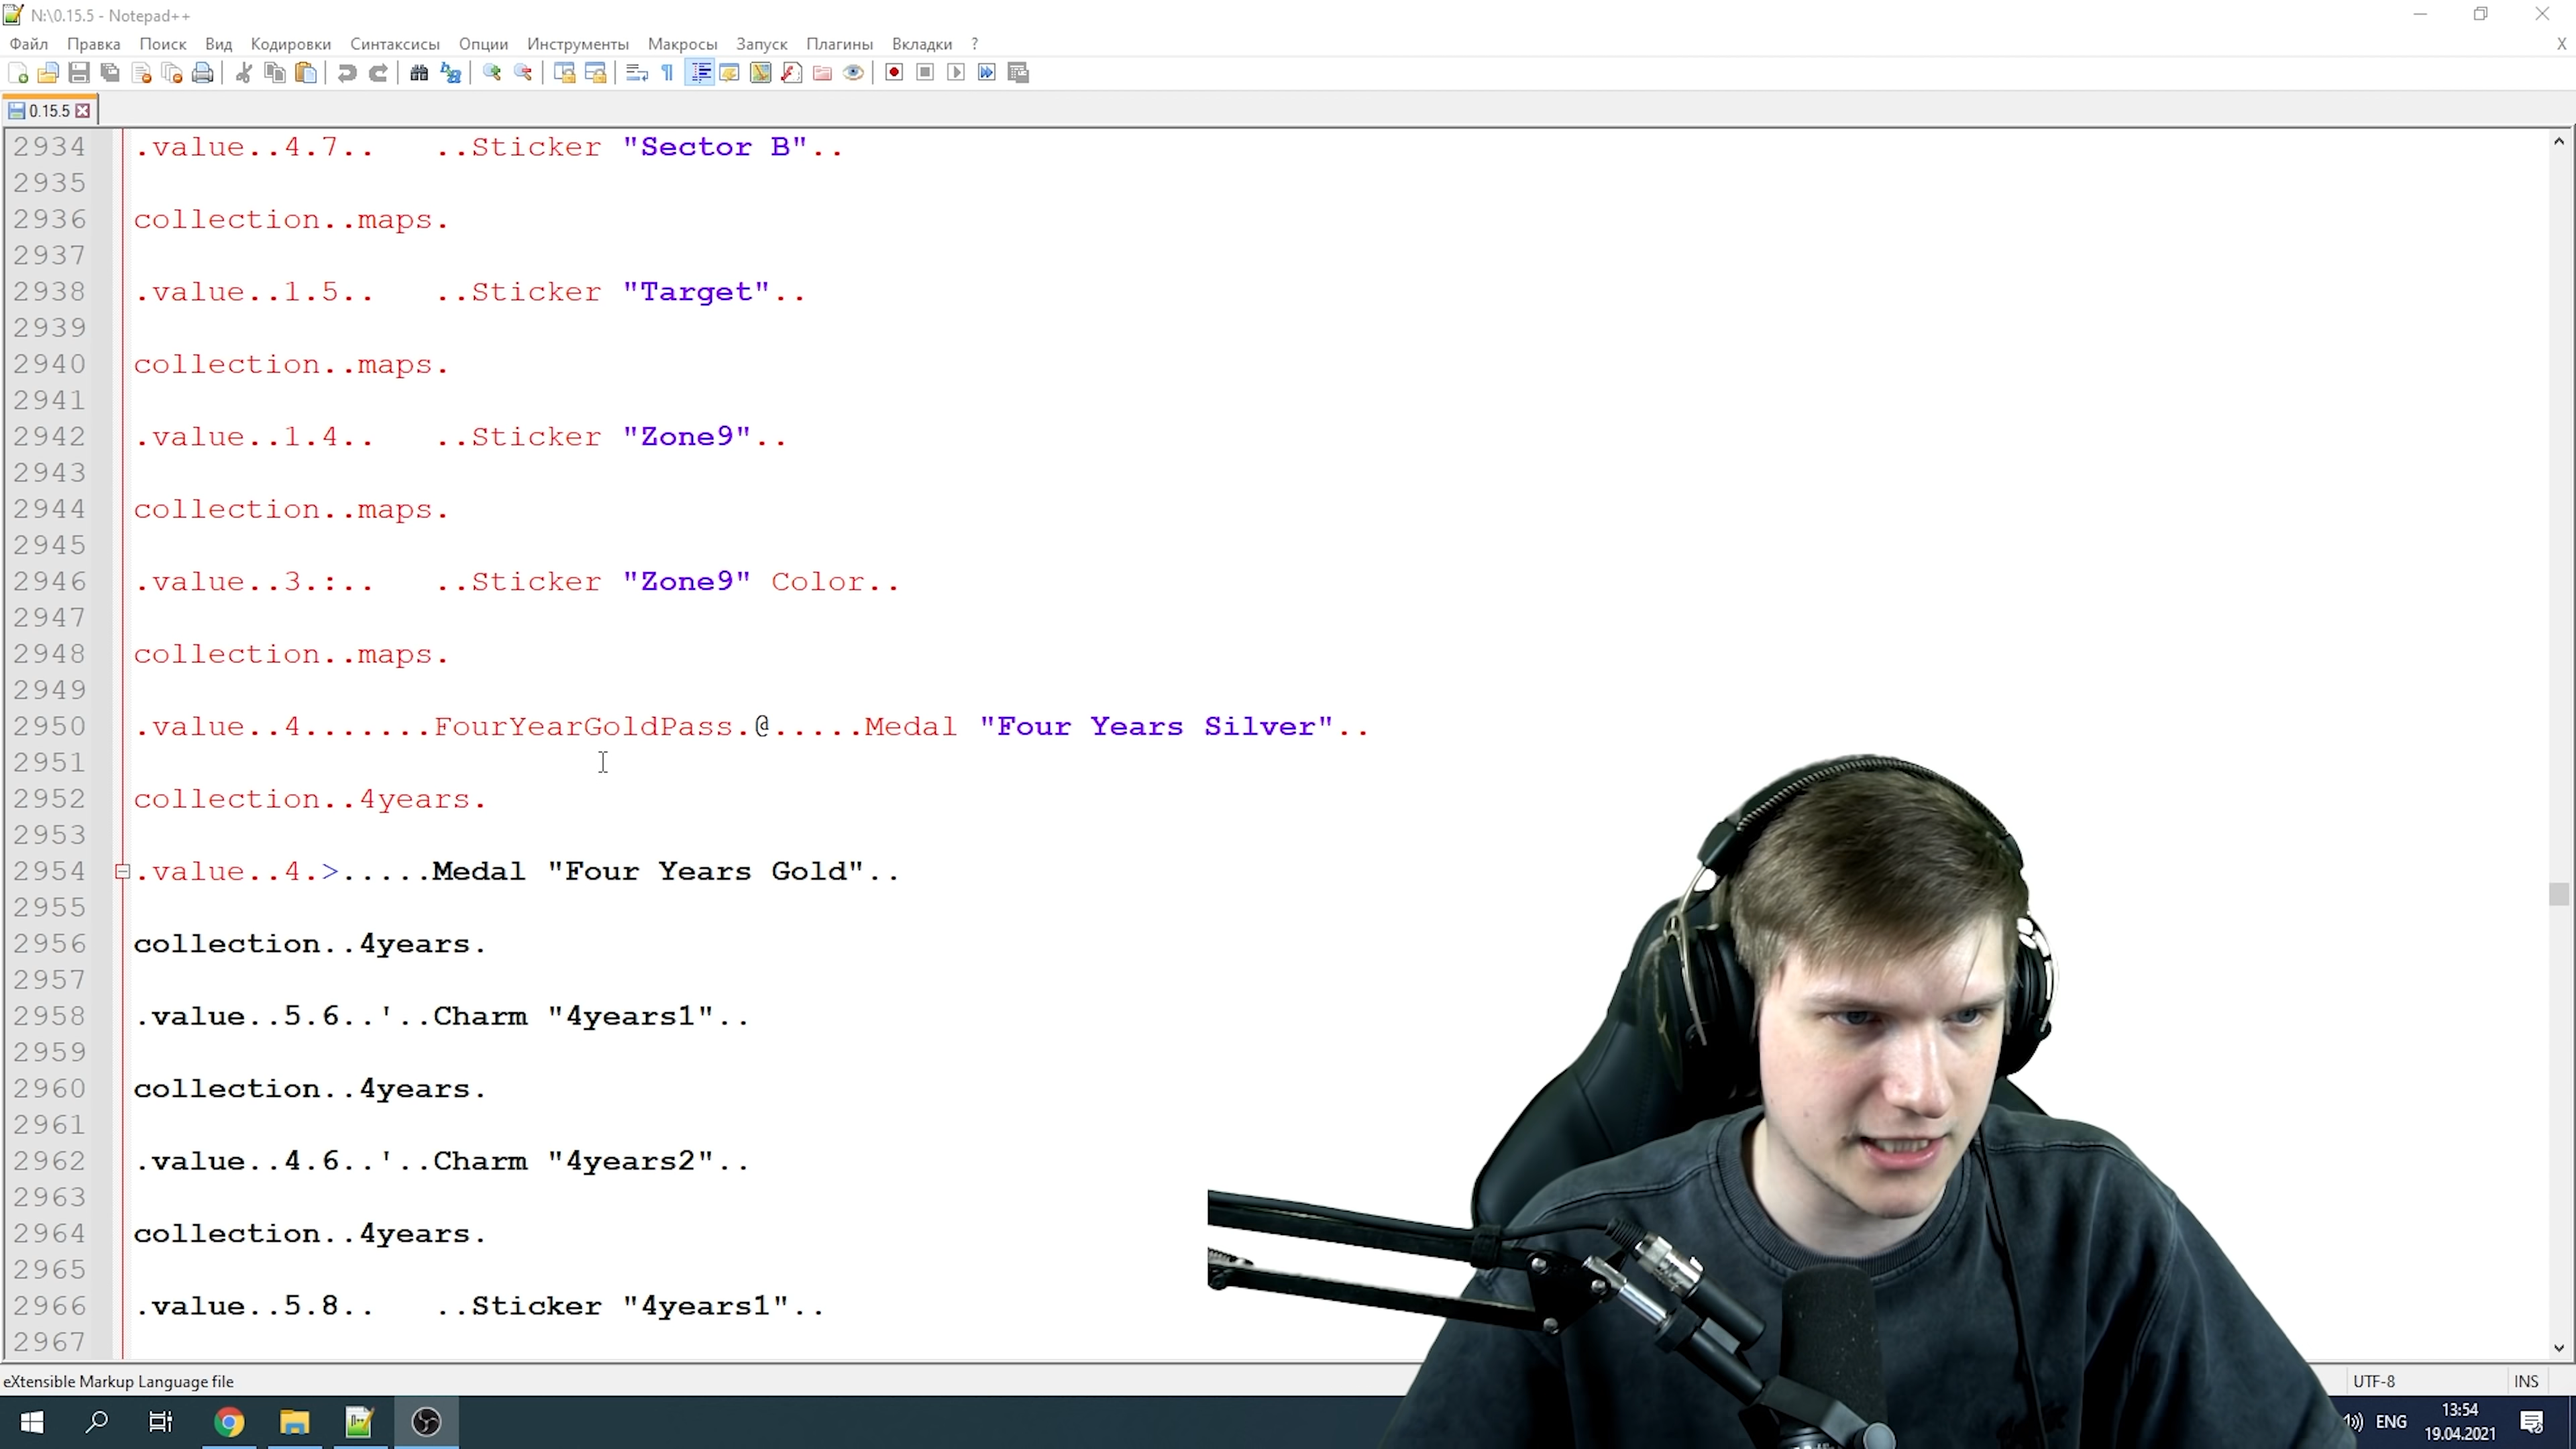 N:\0.15.5 - Notepad++
Файл Правка Поиск Вид Кодировки Синтаксисы Опции Инструменты Макросы Запуск Плагины Вкладки ? X
0.15.5
2934 .value..4.7.. ..Sticker "Sector B"..
2935
2936 collection..maps.
2937
2938 .value..1.5.. ..Sticker "Target"..
2939
2940 collection..maps.
2941
2942 .value..1.4.. ..Sticker "Zone9"..
2943
2944 collection..maps.
2945
2946 .value..3.:.. ..Sticker "Zone9" Color..
2947
2948 collection..maps.
2949
2950 .value..4.......FourYearGoldPass.@.....Medal "Four Years Silver"..
2951
2952 collection..4years.
2953
2954 .value..4.>.....Medal "Four Years Gold"..
2955
2956 collection..4years.
2957
2958 .value..5.6..'..Charm "4years1"..
2959
2960 collection..4years.
2961
2962 .value..4.6..'..Charm "4years2"..
2963
2964 collection..4years.
2965
2966 .value..5.8.. ..Sticker "4years1"..
2967
eXtensible Markup Language file UTF-8 INS
ENG 13:54
19.04.2021